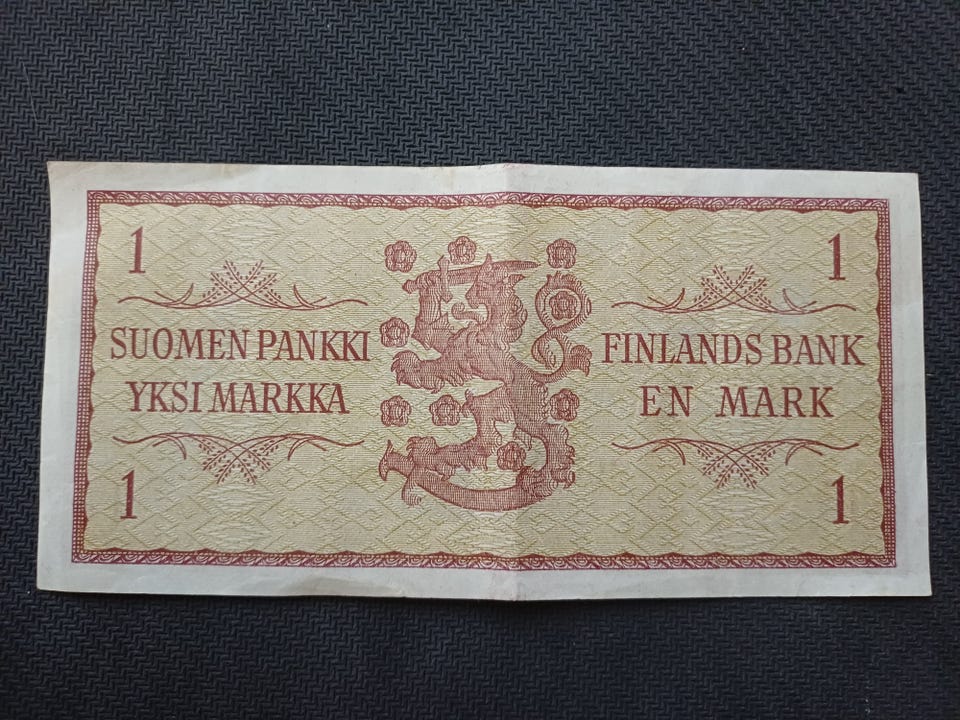 1 1
SUOMEN PANKKI FINLANDS BANK
YKSI MARKKA EN MARK
1 1